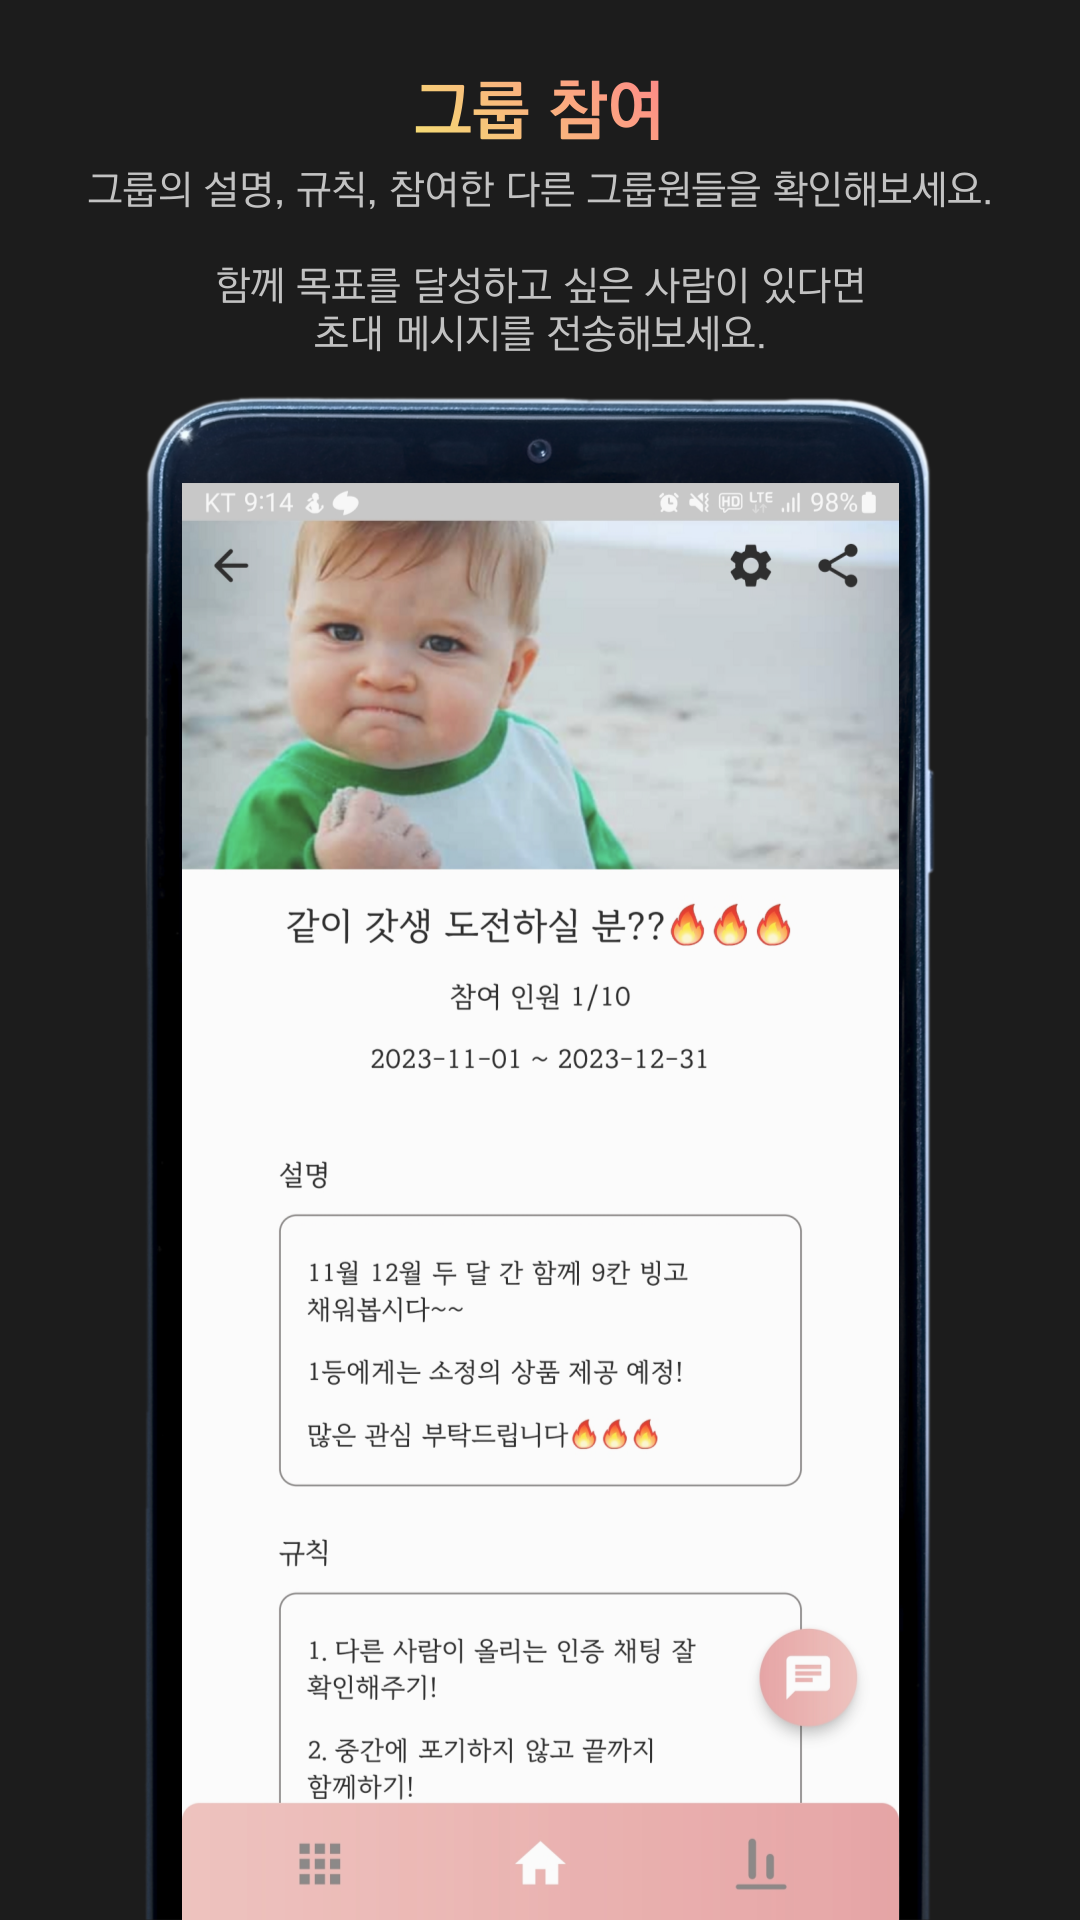 그룹 참여
그룹의 설명, 규칙, 참여한 다른 그룹원들을 확인해보세요.
함께 목표를 달성하고 싶은 사람이 있다면
초대 메시지를 전송해보세요.
KT 9:14 HD LTE 98%
같이 갓생 도전하실 분??🔥🔥🔥
참여 인원 1/10
2023-11-01 ~ 2023-12-31
설명
11월 12월 두 달 간 함께 9칸 빙고
채워봅시다~~
1등에게는 소정의 상품 제공 예정!
많은 관심 부탁드립니다🔥🔥🔥
규칙
1. 다른 사람이 올리는 인증 채팅 잘
확인해주기!
2. 중간에 포기하지 않고 끝까지
함께하기!